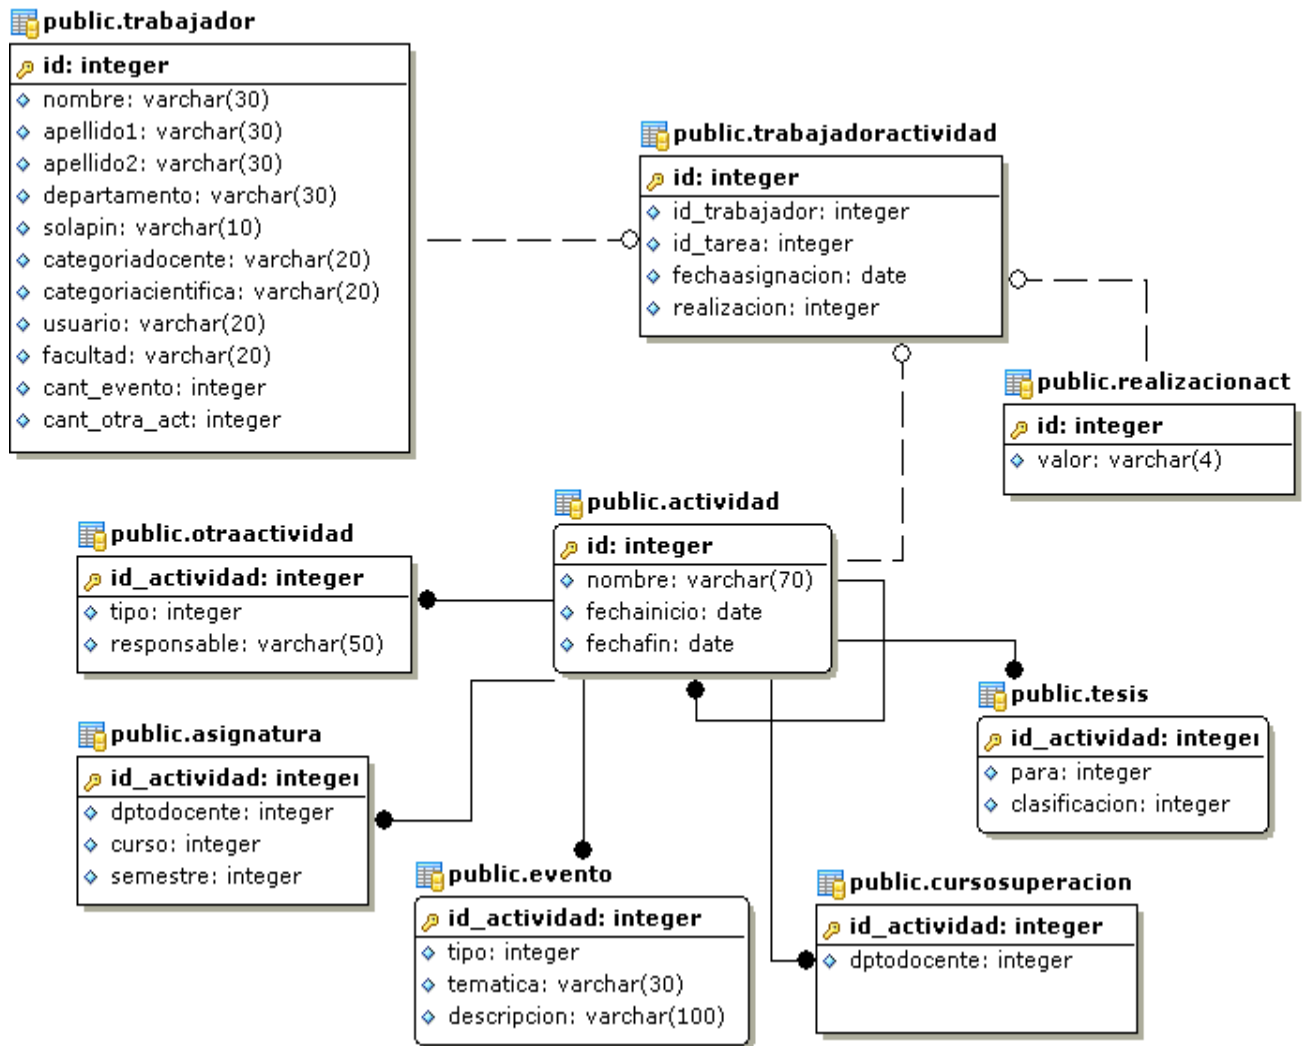 public.trabajador
id: integer
nombre: varchar(30)
apellido1: varchar(30)
apellido2: varchar(30)
departamento: varchar(30)
solapin: varchar(10)
categoriadocente: varchar(20)
categoriacientifica: varchar(20)
usuario: varchar(20)
facultad: varchar(20)
cant_evento: integer
cant_otra_act: integer
public.trabajadoractividad
id: integer
id_trabajador: integer
id_tarea: integer
fechaasignacion: date
realizacion: integer
public.realizacionact
id: integer
valor: varchar(4)
public.actividad
id: integer
nombre: varchar(70)
fechainicio: date
fechafin: date
public.otraactividad
id_actividad: integer
tipo: integer
responsable: varchar(50)
public.asignatura
id_actividad: integer
dptodocente: integer
curso: integer
semestre: integer
public.evento
id_actividad: integer
tipo: integer
tematica: varchar(30)
descripcion: varchar(100)
public.tesis
id_actividad: integer
para: integer
clasificacion: integer
public.cursosuperacion
id_actividad: integer
dptodocente: integer